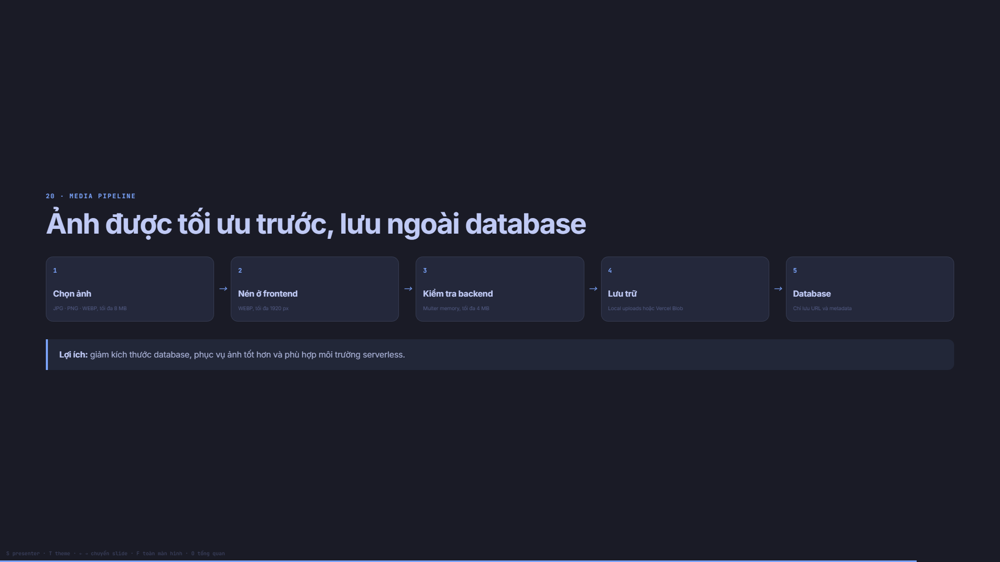 20 · MEDIA PIPELINE
Ảnh được tối ưu trước, lưu ngoài database
1
Chọn ảnh
JPG · PNG · WEBP, tối đa 8 MB
→
2
Nén ở frontend
WEBP, tối đa 1920 px
→
3
Kiểm tra backend
Multer memory, tối đa 4 MB
→
4
Lưu trữ
Local uploads hoặc Vercel Blob
→
5
Database
Chỉ lưu URL và metadata
Lợi ích: giảm kích thước database, phục vụ ảnh tốt hơn và phù hợp môi trường serverless.
S presenter · T theme · ← → chuyển slide · F toàn màn hình · O tổng quan